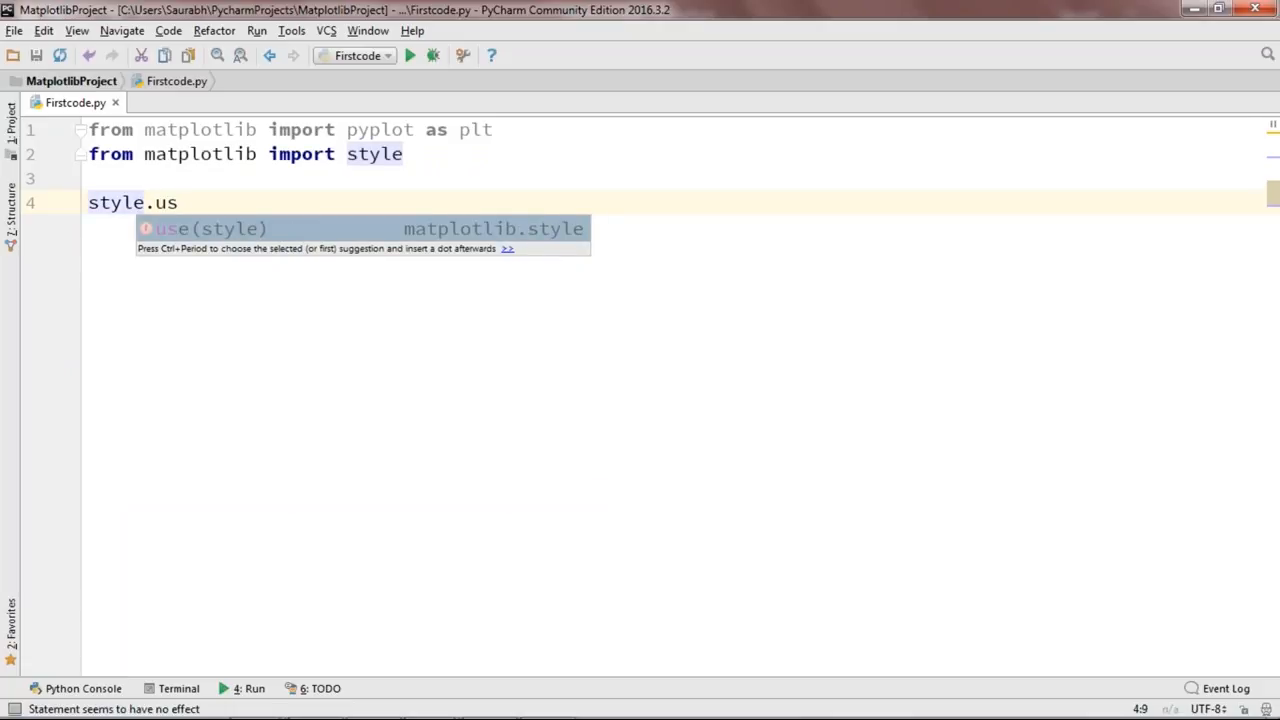 MatplotlibProject - [C:\Users\Saurabh\PycharmProjects\MatplotlibProject] - ...\Firstcode.py - PyCharm Community Edition 2016.3.2
File Edit View Navigate Code Refactor Run Tools VCS Window Help
Firstcode
MatplotlibProject Firstcode.py
Firstcode.py
1: Project
Z: Structure
2: Favorites
1 from matplotlib import pyplot as plt
2 from matplotlib import style
3
4 style.us
use(style) matplotlib.style
Press Ctrl+Period to choose the selected (or first) suggestion and insert a dot afterwards >>
Python Console Terminal 4: Run 6: TODO Event Log
Statement seems to have no effect 4:9 n/a UTF-8